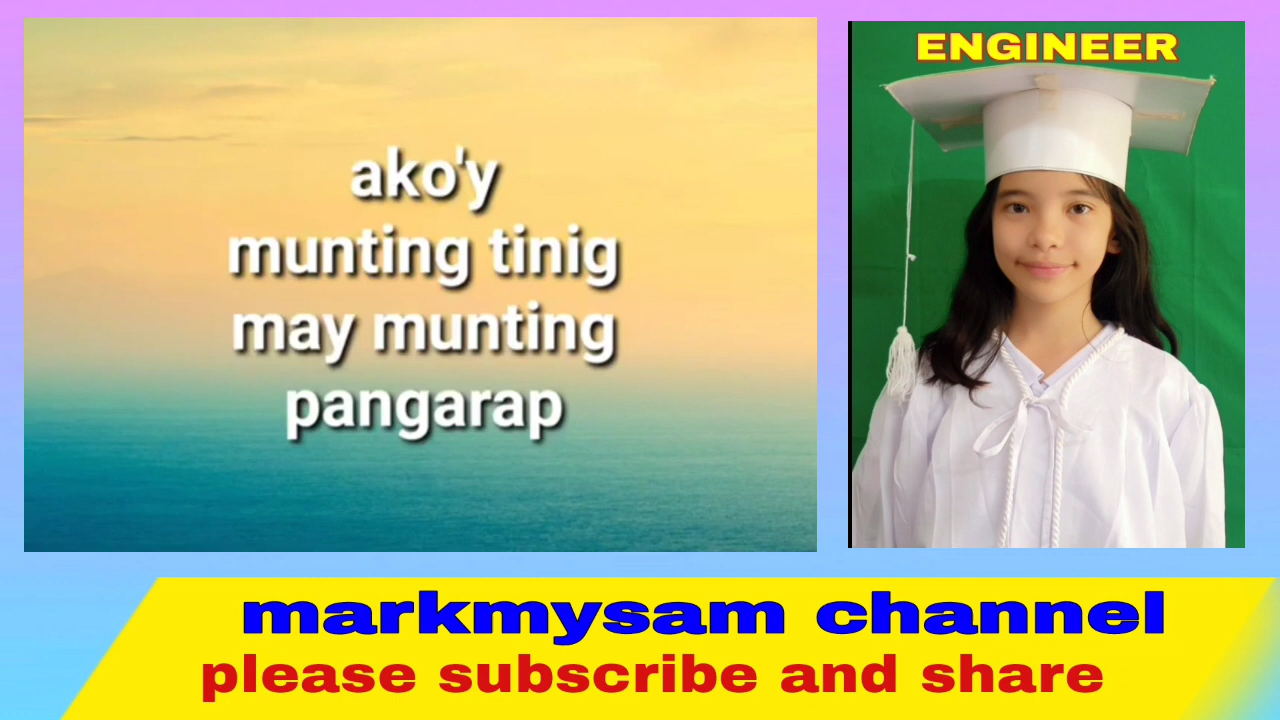 ako'y
munting tinig
may munting
pangarap
ENGINEER
markmysam channel
please subscribe and share